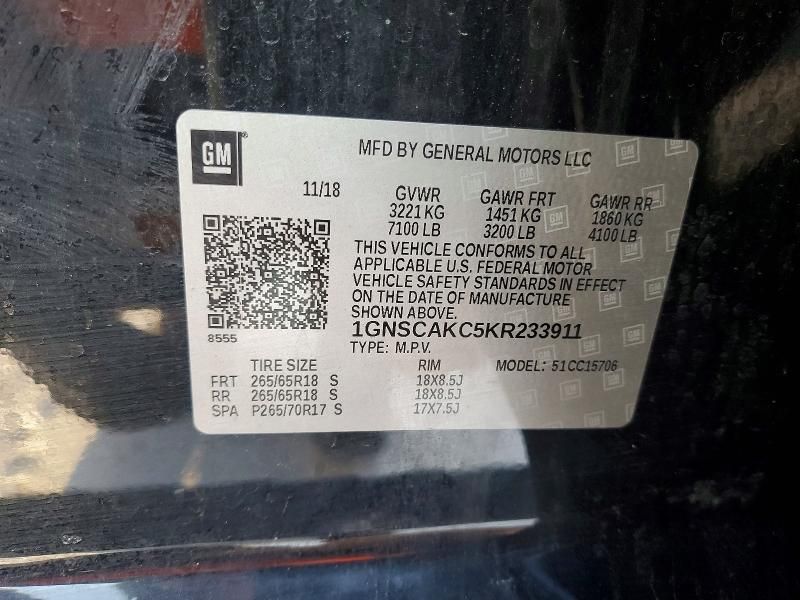 GM
MFD BY GENERAL MOTORS LLC
11/18 GVWR GAWR FRT GAWR RR
3221 KG 1451 KG 1860 KG
7100 LB 3200 LB 4100 LB
THIS VEHICLE CONFORMS TO ALL
APPLICABLE U.S. FEDERAL MOTOR
VEHICLE SAFETY STANDARDS IN EFFECT
ON THE DATE OF MANUFACTURE
SHOWN ABOVE.
1GNSCAKC5KR233911
8555
TYPE: M.P.V. MODEL: 51CC15706
TIRE SIZE RIM
FRT 265/65R18 S 18X8.5J
RR 265/65R18 S 18X8.5J
SPA P265/70R17 S 17X7.5J